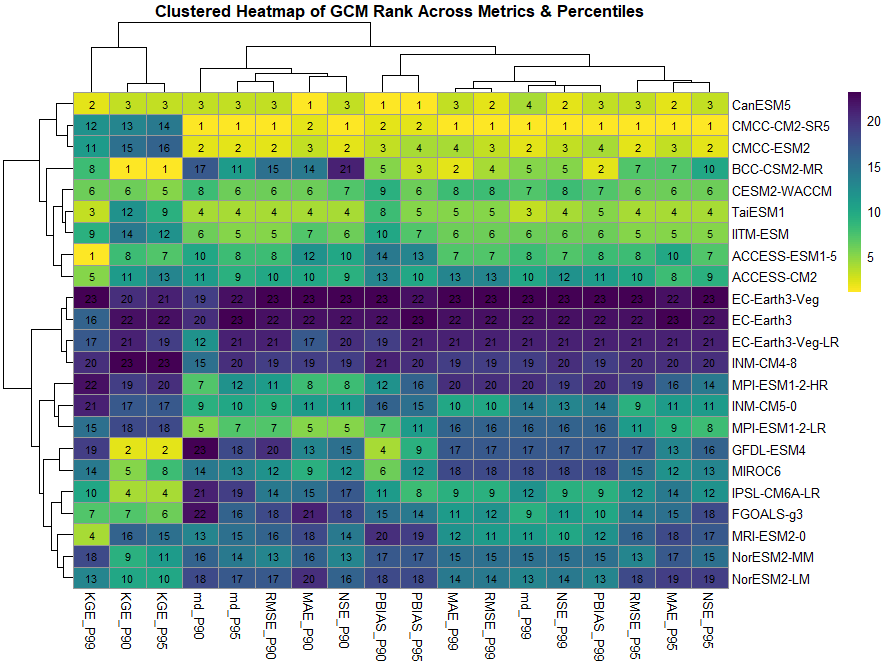 Clustered Heatmap of GCM Rank Across Metrics & Percentiles
2 3 3 3 3 3 1 3 1 1 3 2 4 2 3 3 2 3 CanESM5
12 13 14 1 1 1 2 1 2 2 1 1 1 1 1 1 1 1 CMCC-CM2-SR5
11 15 16 2 2 2 3 2 3 4 4 3 2 3 4 2 3 2 CMCC-ESM2
8 1 1 17 11 15 14 21 5 3 2 4 5 5 2 7 7 10 BCC-CSM2-MR
6 6 5 8 6 6 6 7 9 6 8 8 7 8 7 6 6 6 CESM2-WACCM
3 12 9 4 4 4 4 4 8 5 5 5 3 4 5 4 4 4 TaiESM1
9 14 12 6 5 5 7 6 10 7 6 6 6 6 6 5 5 5 IITM-ESM
1 8 7 10 8 8 12 10 14 13 7 7 8 7 8 8 10 7 ACCESS-ESM1-5
5 11 13 11 9 10 10 9 13 10 13 13 10 12 11 10 8 9 ACCESS-CM2
23 20 21 19 22 23 23 23 23 22 23 23 23 23 23 23 22 23 EC-Earth3-Veg
16 22 22 20 23 22 22 22 22 23 22 22 22 22 22 22 23 22 EC-Earth3
17 21 19 12 21 21 17 20 19 21 21 21 21 21 21 21 21 21 EC-Earth3-Veg-LR
20 23 23 15 20 19 19 19 21 20 19 19 19 20 19 20 20 20 INM-CM4-8
22 19 20 7 12 11 8 8 12 16 20 20 20 19 20 19 16 14 MPI-ESM1-2-HR
21 17 17 9 10 9 11 11 16 15 10 10 14 13 14 9 11 11 INM-CM5-0
15 18 18 5 7 7 5 5 7 11 16 16 16 16 16 11 9 8 MPI-ESM1-2-LR
19 2 2 23 18 20 13 15 4 9 17 17 17 17 17 17 13 16 GFDL-ESM4
14 5 8 14 13 12 9 12 6 12 18 18 18 18 18 15 12 13 MIROC6
10 4 4 21 19 14 15 17 11 8 9 9 12 9 9 12 14 12 IPSL-CM6A-LR
7 7 6 22 16 18 21 18 15 14 11 12 9 11 10 14 15 18 FGOALS-g3
4 16 15 13 15 16 18 14 20 19 12 11 11 10 12 16 18 17 MRI-ESM2-0
18 9 11 16 14 13 16 13 17 17 15 15 15 15 15 13 17 15 NorESM2-MM
13 10 10 18 17 17 20 16 18 18 14 14 13 14 13 18 19 19 NorESM2-LM
KGE_P99
KGE_P90
KGE_P95
md_P90
md_P95
RMSE_P90
MAE_P90
NSE_P90
PBIAS_P90
PBIAS_P95
MAE_P99
RMSE_P99
md_P99
NSE_P99
PBIAS_P99
RMSE_P95
MAE_P95
NSE_P95
20
15
10
5